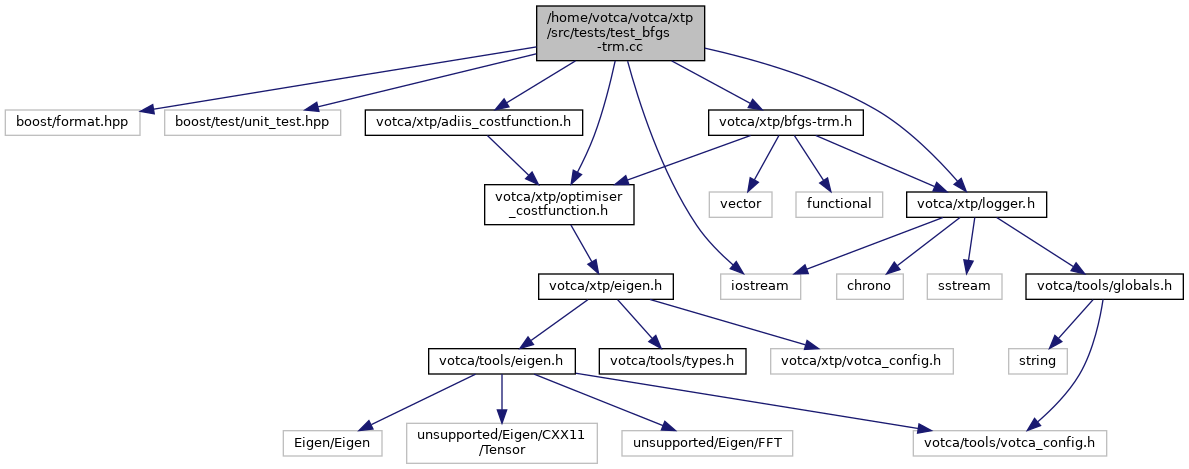 /home/votca/votca/xtp
/src/tests/test_bfgs
-trm.cc
boost/format.hpp
boost/test/unit_test.hpp
votca/xtp/adiis_costfunction.h
votca/xtp/bfgs-trm.h
votca/xtp/optimiser
_costfunction.h
vector
functional
votca/xtp/logger.h
votca/xtp/eigen.h
iostream
chrono
sstream
votca/tools/globals.h
votca/tools/eigen.h
votca/tools/types.h
votca/xtp/votca_config.h
string
Eigen/Eigen
unsupported/Eigen/CXX11
/Tensor
unsupported/Eigen/FFT
votca/tools/votca_config.h